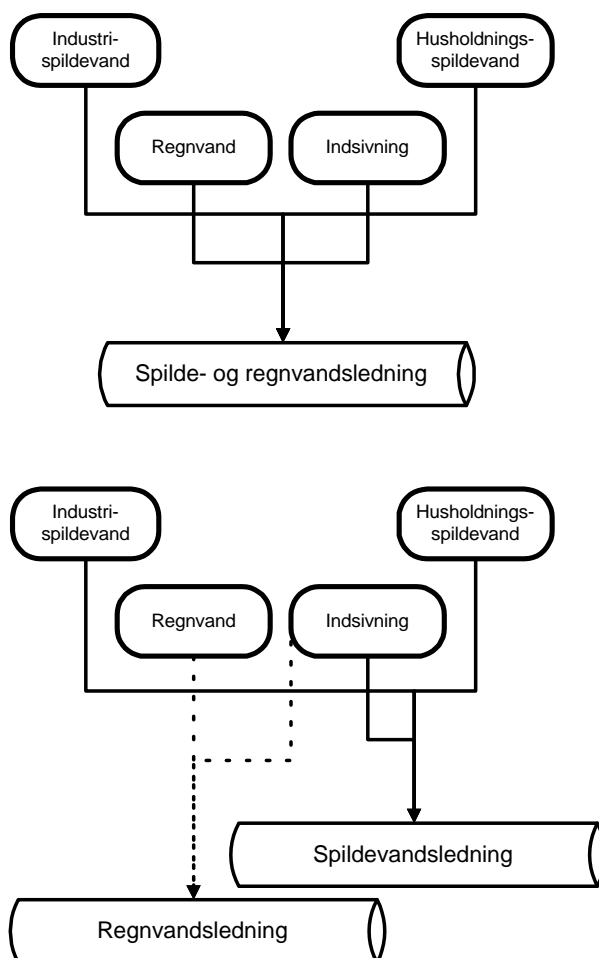 Industri-
spildevand
Husholdnings-
spildevand
Regnvand
Indsivning
Spilde- og regnvandsledning
Industri-
spildevand
Husholdnings-
spildevand
Regnvand
Indsivning
Spildevandsledning
Regnvandsledning